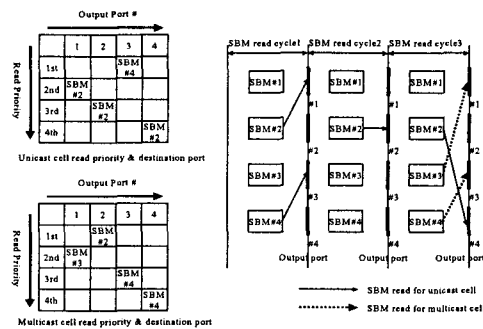 Output Port #
1 2 3 4
Read Priority
1st SBM #4
2nd SBM #2
3rd SBM #2
4th SBM #2
Unicast cell read priority & destination port
Output Port #
1 2 3 4
Read Priority
1st SBM #2
2nd SBM #3
3rd SBM #4
4th SBM #4
Multicast cell read priority & destination port
SBM read cycle1 SBM read cycle2 SBM read cycle3
SBM#1 SBM#1 SBM#1
#1 #1 #1
SBM#2 SBM#2 SBM#2
#2 #2 #2
SBM#3 SBM#3 SBM#3
#3 #3 #3
SBM#4 SBM#4 SBM#4
#4 #4 #4
Output port Output port Output port
SBM read for unicast cell
SBM read for multicast cell